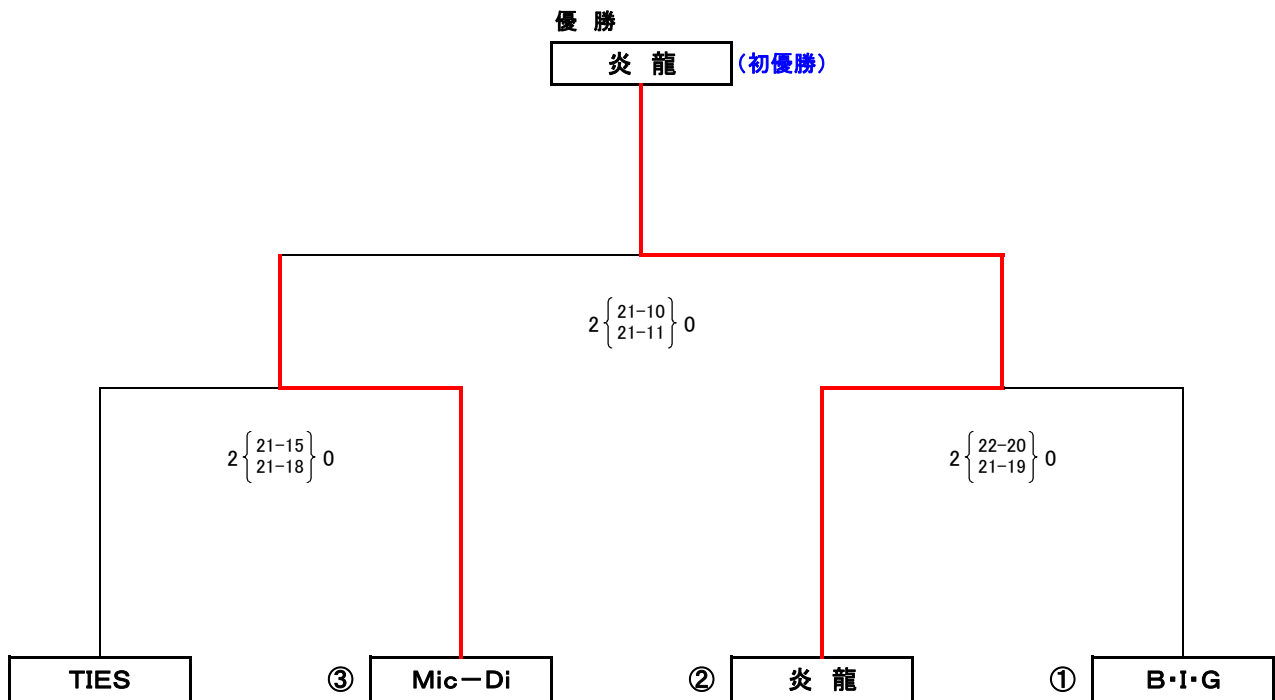 優 勝
炎 龍 (初優勝)
2 { 21-10 } 0
21-11
2 { 21-15 } 0
21-18
2 { 22-20 } 0
21-19
TIES
③ Mic－Di
② 炎 龍
① B・I・G